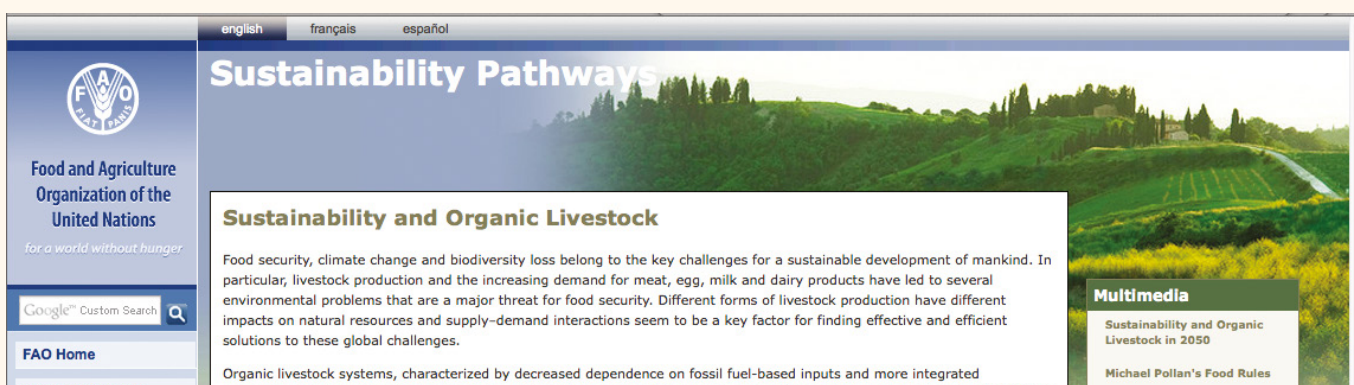 english français español
Sustainability Pathways
FAO
FIAT PANIS
Food and Agriculture
Organization of the
United Nations
for a world without hunger
Google™ Custom Search
FAO Home
Sustainability and Organic Livestock
Food security, climate change and biodiversity loss belong to the key challenges for a sustainable development of mankind. In
particular, livestock production and the increasing demand for meat, egg, milk and dairy products have led to several
environmental problems that are a major threat for food security. Different forms of livestock production have different
impacts on natural resources and supply–demand interactions seem to be a key factor for finding effective and efficient
solutions to these global challenges.
Organic livestock systems, characterized by decreased dependence on fossil fuel-based inputs and more integrated
Multimedia
Sustainability and Organic
Livestock in 2050
Michael Pollan's Food Rules